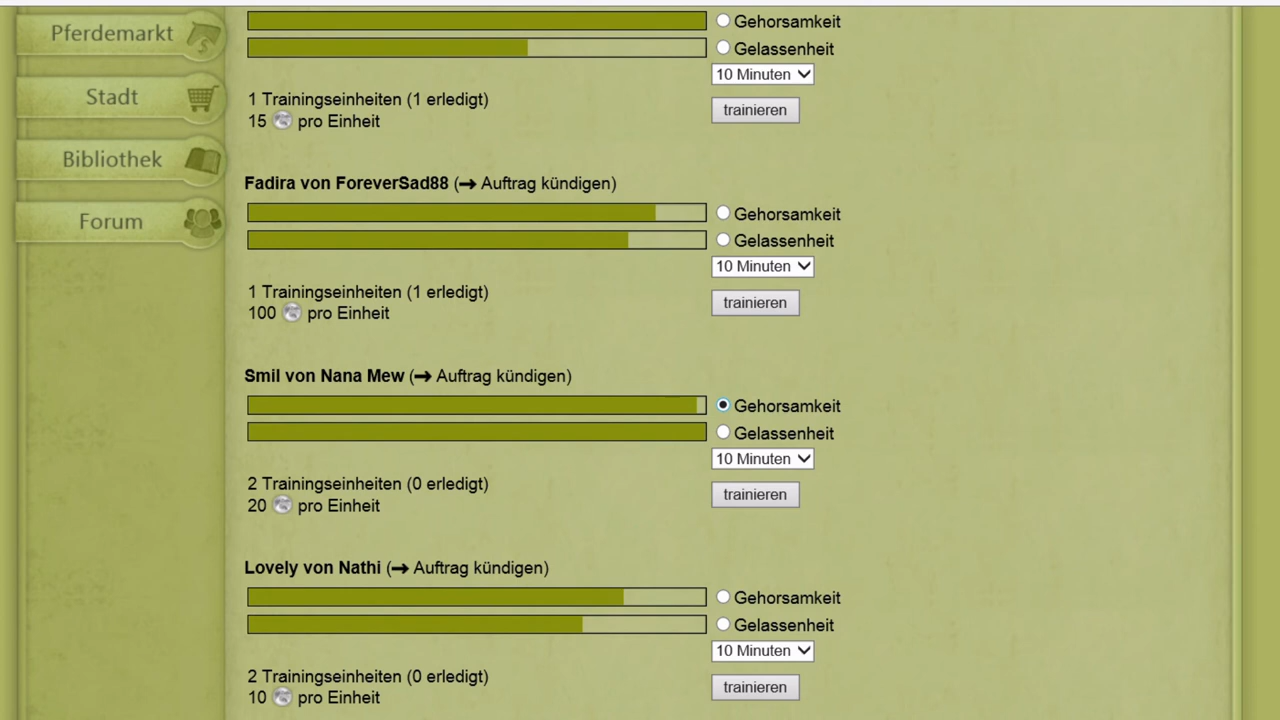 Pferdemarkt
Stadt
Bibliothek
Forum
Gehorsamkeit
Gelassenheit
10 Minuten
1 Trainingseinheiten (1 erledigt)
trainieren
15 pro Einheit
Fadira von ForeverSad88 (→ Auftrag kündigen)
Gehorsamkeit
Gelassenheit
10 Minuten
1 Trainingseinheiten (1 erledigt)
trainieren
100 pro Einheit
Smil von Nana Mew (→ Auftrag kündigen)
Gehorsamkeit
Gelassenheit
10 Minuten
2 Trainingseinheiten (0 erledigt)
trainieren
20 pro Einheit
Lovely von Nathi (→ Auftrag kündigen)
Gehorsamkeit
Gelassenheit
10 Minuten
2 Trainingseinheiten (0 erledigt)
trainieren
10 pro Einheit